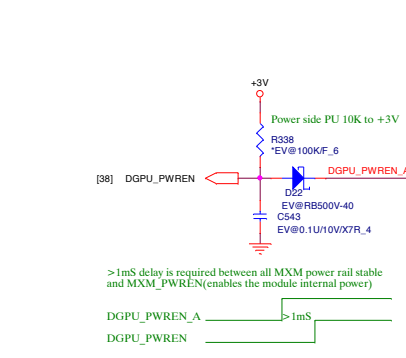 +3V
Power side PU 10K to +3V
R338
*EV@100K/F_6
[38] DGPU_PWREN
DGPU_PWREN_A
D22
EV@RB500V-40
C543
EV@0.1U/10V/X7R_4
>1mS delay is required between all MXM power rail stable
and MXM_PWREN(enables the module internal power)
DGPU_PWREN_A
>1mS
DGPU_PWREN